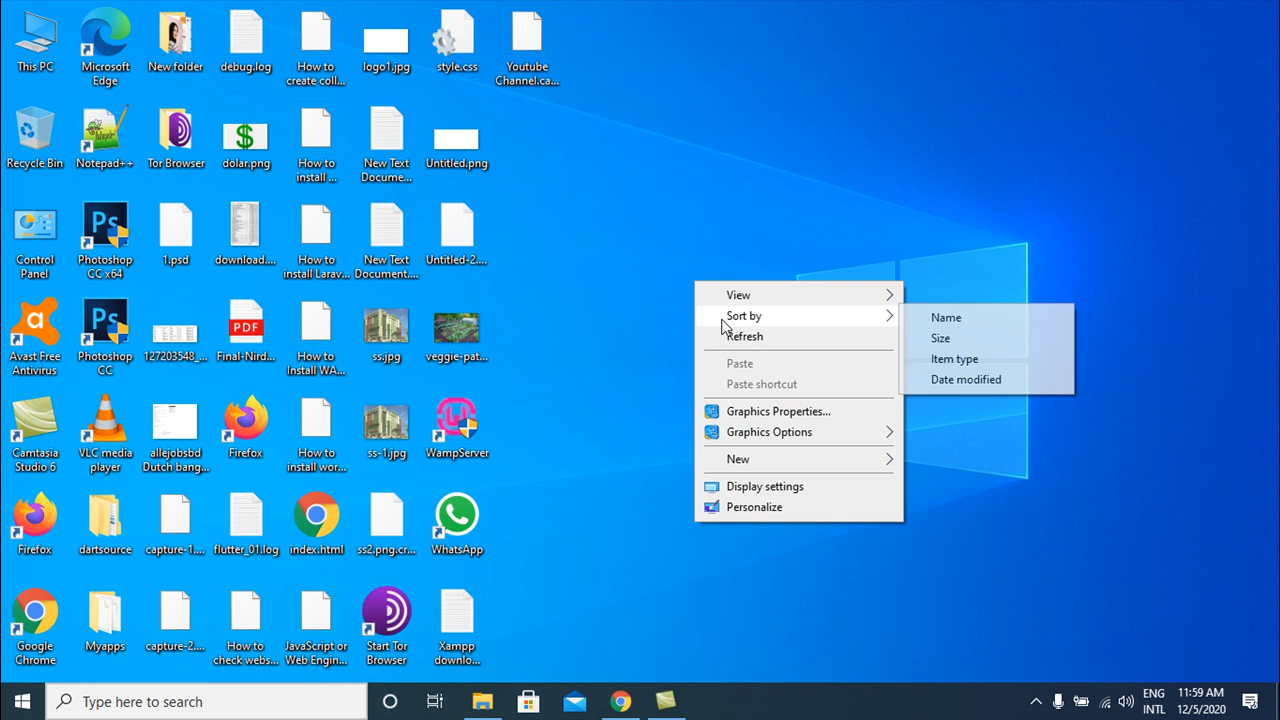 This PC
Microsoft
Edge
New folder
debug.log
How to
create coll...
logo1.jpg
style.css
Youtube
Channel.ca...
Recycle Bin
Notepad++
Tor Browser
dolar.png
How to
install ...
New Text
Docume...
Untitled.png
Control
Panel
Photoshop
CC x64
1.psd
download....
How to
install Larav...
New Text
Document....
Untitled-2....
Avast Free
Antivirus
Photoshop
CC
127203548_...
PDF
Final-Nird...
How to
Install WA...
ss.jpg
veggie-pat...
Camtasia
Studio 6
VLC media
player
allejobsbd
Dutch bang...
Firefox
How to
install wor...
ss-1.jpg
WampServer
Firefox
dartsource
capture-1....
flutter_01.log
index.html
ss2.png.cr...
WhatsApp
Google
Chrome
Myapps
capture-2....
How to
check webs...
JavaScript or
Web Engin...
Start Tor
Browser
Xampp
downlo...
View
Sort by
Refresh
Paste
Paste shortcut
Graphics Properties...
Graphics Options
New
Display settings
Personalize
Name
Size
Item type
Date modified
Type here to search
ENG
INTL
11:59 AM
12/5/2020